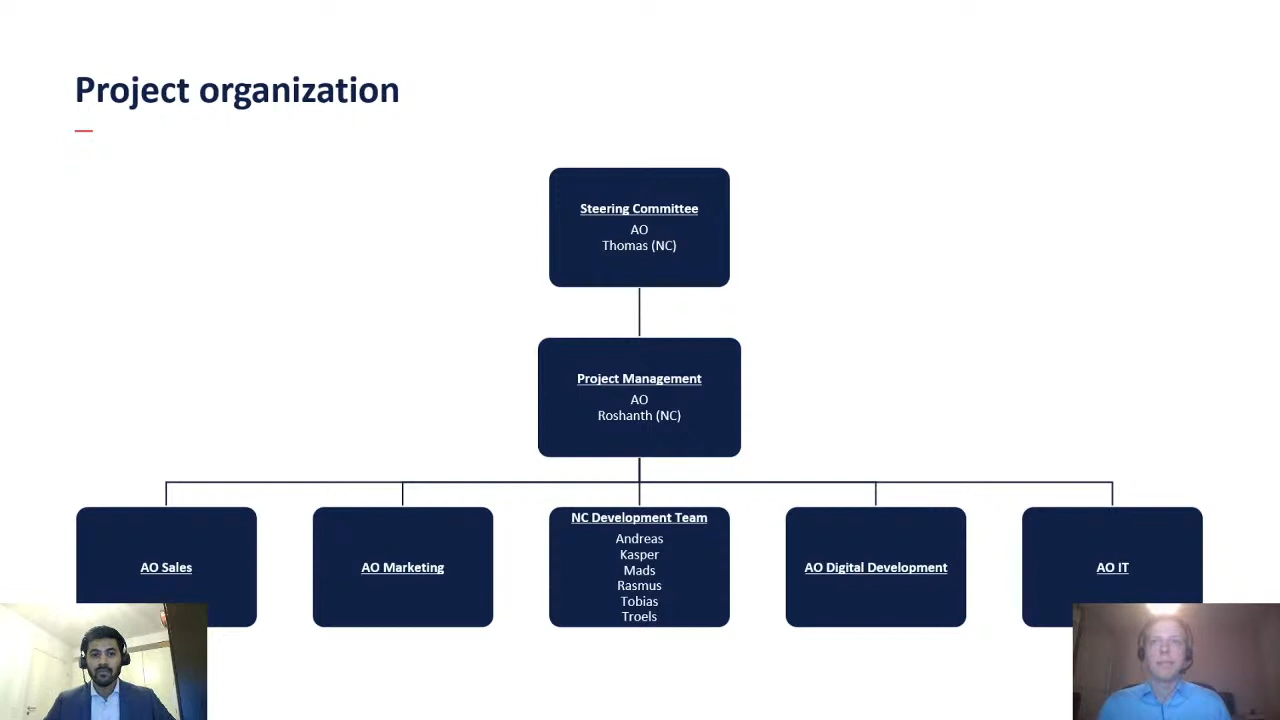 Project organization
Steering Committee
AO
Thomas (NC)
Project Management
AO
Roshanth (NC)
AO Sales
AO Marketing
NC Development Team
Andreas
Kasper
Mads
Rasmus
Tobias
Troels
AO Digital Development
AO IT